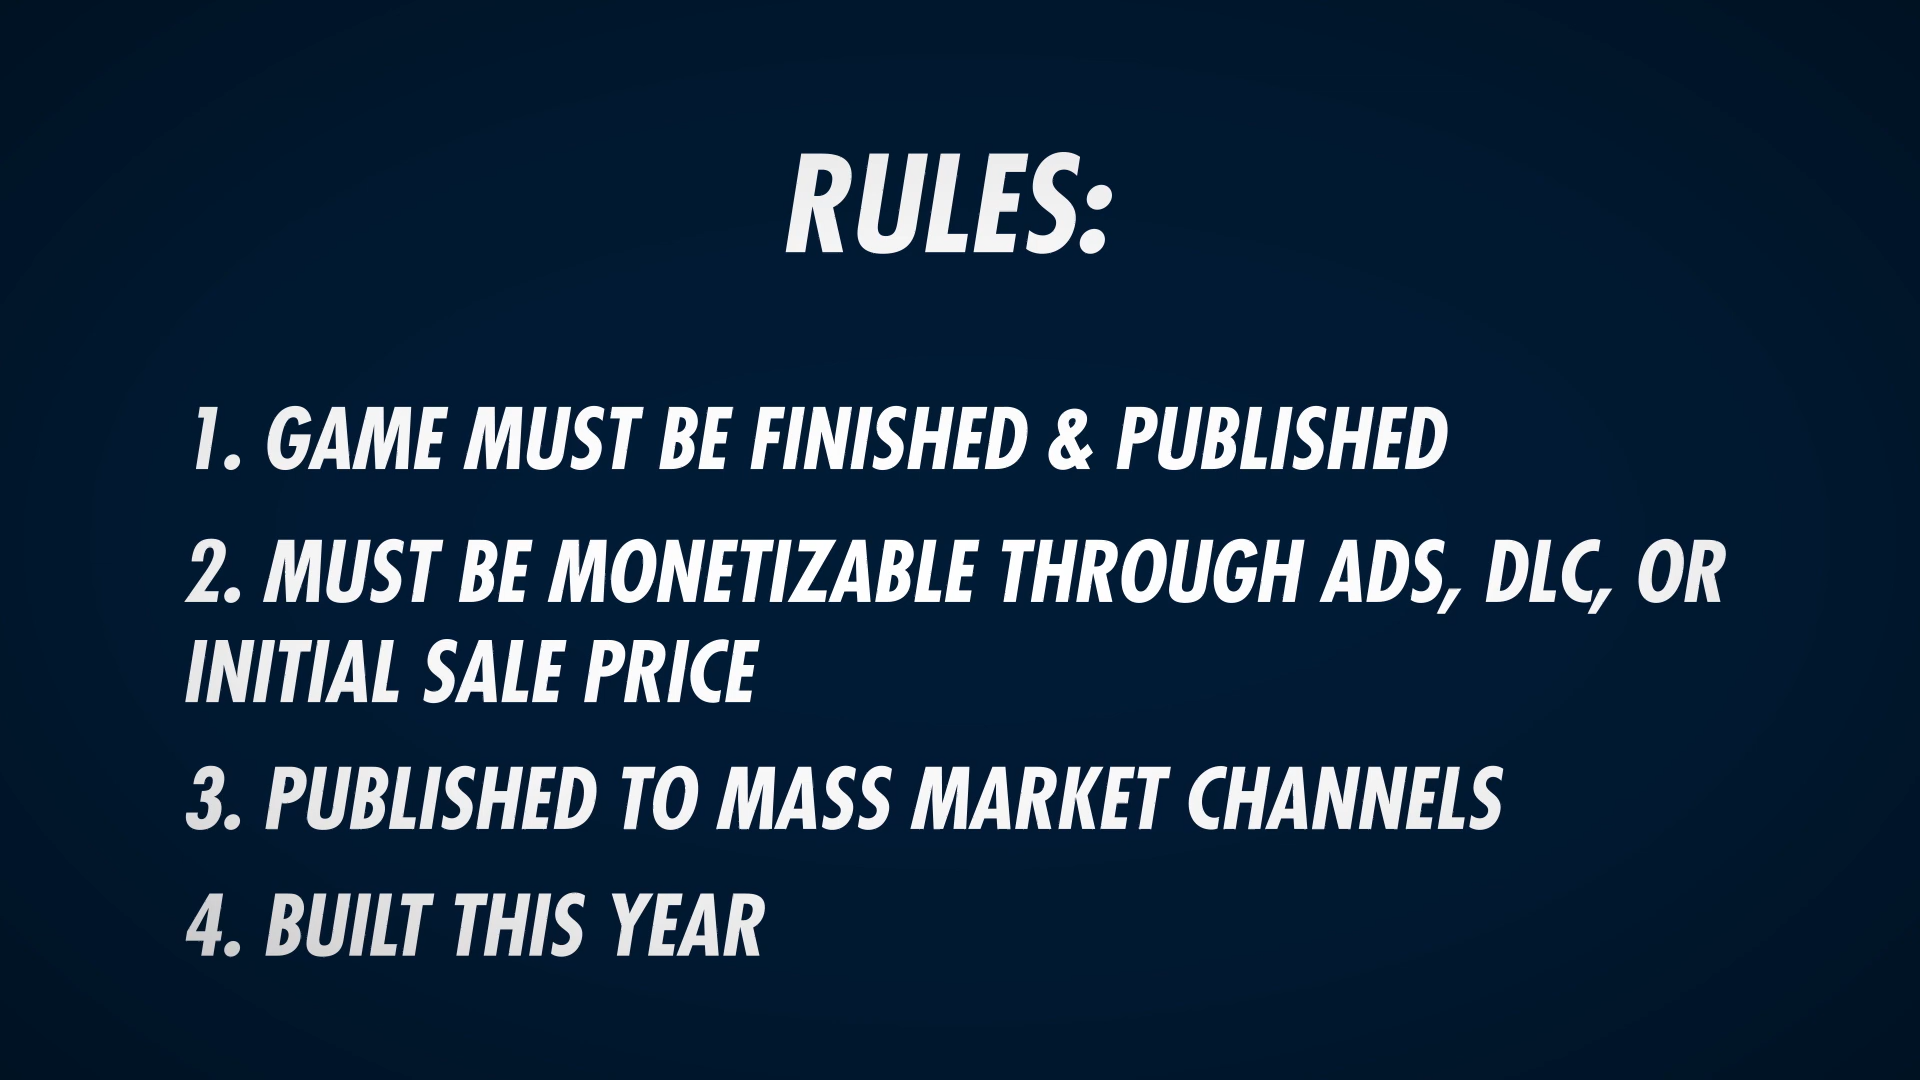 RULES:
1. GAME MUST BE FINISHED & PUBLISHED
2. MUST BE MONETIZABLE THROUGH ADS, DLC, OR
INITIAL SALE PRICE
3. PUBLISHED TO MASS MARKET CHANNELS
4. BUILT THIS YEAR